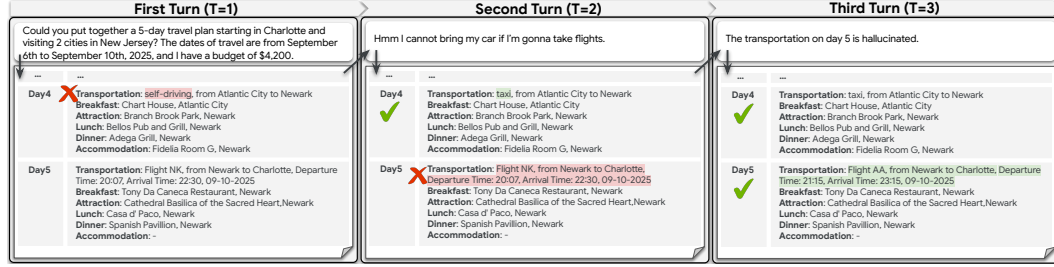 First Turn (T=1)
Could you put together a 5-day travel plan starting in Charlotte and
visiting 2 cities in New Jersey? The dates of travel are from September
6th to September 10th, 2025, and I have a budget of $4,200.
... ...
Day4 Transportation: self-driving, from Atlantic City to Newark
Breakfast: Chart House, Atlantic City
Attraction: Branch Brook Park, Newark
Lunch: Bellos Pub and Grill, Newark
Dinner: Adega Grill, Newark
Accommodation: Fidelia Room G, Newark
Day5 Transportation: Flight NK, from Newark to Charlotte, Departure
Time: 20:07, Arrival Time: 22:30, 09-10-2025
Breakfast: Tony Da Caneca Restaurant, Newark
Attraction: Cathedral Basilica of the Sacred Heart,Newark
Lunch: Casa d' Paco, Newark
Dinner: Spanish Pavillion, Newark
Accommodation: -
Second Turn (T=2)
Hmm I cannot bring my car if I'm gonna take flights.
... ...
Day4 Transportation: taxi, from Atlantic City to Newark
Breakfast: Chart House, Atlantic City
Attraction: Branch Brook Park, Newark
Lunch: Bellos Pub and Grill, Newark
Dinner: Adega Grill, Newark
Accommodation: Fidelia Room G, Newark
Day5 Transportation: Flight NK, from Newark to Charlotte,
Departure Time: 20:07, Arrival Time: 22:30, 09-10-2025
Breakfast: Tony Da Caneca Restaurant, Newark
Attraction: Cathedral Basilica of the Sacred Heart,Newark
Lunch: Casa d' Paco, Newark
Dinner: Spanish Pavillion, Newark
Accommodation: -
Third Turn (T=3)
The transportation on day 5 is hallucinated.
... ...
Day4 Transportation: taxi, from Atlantic City to Newark
Breakfast: Chart House, Atlantic City
Attraction: Branch Brook Park, Newark
Lunch: Bellos Pub and Grill, Newark
Dinner: Adega Grill, Newark
Accommodation: Fidelia Room G, Newark
Day5 Transportation: Flight AA, from Newark to Charlotte, Departure
Time: 21:15, Arrival Time: 23:15, 09-10-2025
Breakfast: Tony Da Caneca Restaurant, Newark
Attraction: Cathedral Basilica of the Sacred Heart,Newark
Lunch: Casa d' Paco, Newark
Dinner: Spanish Pavillion, Newark
Accommodation: -